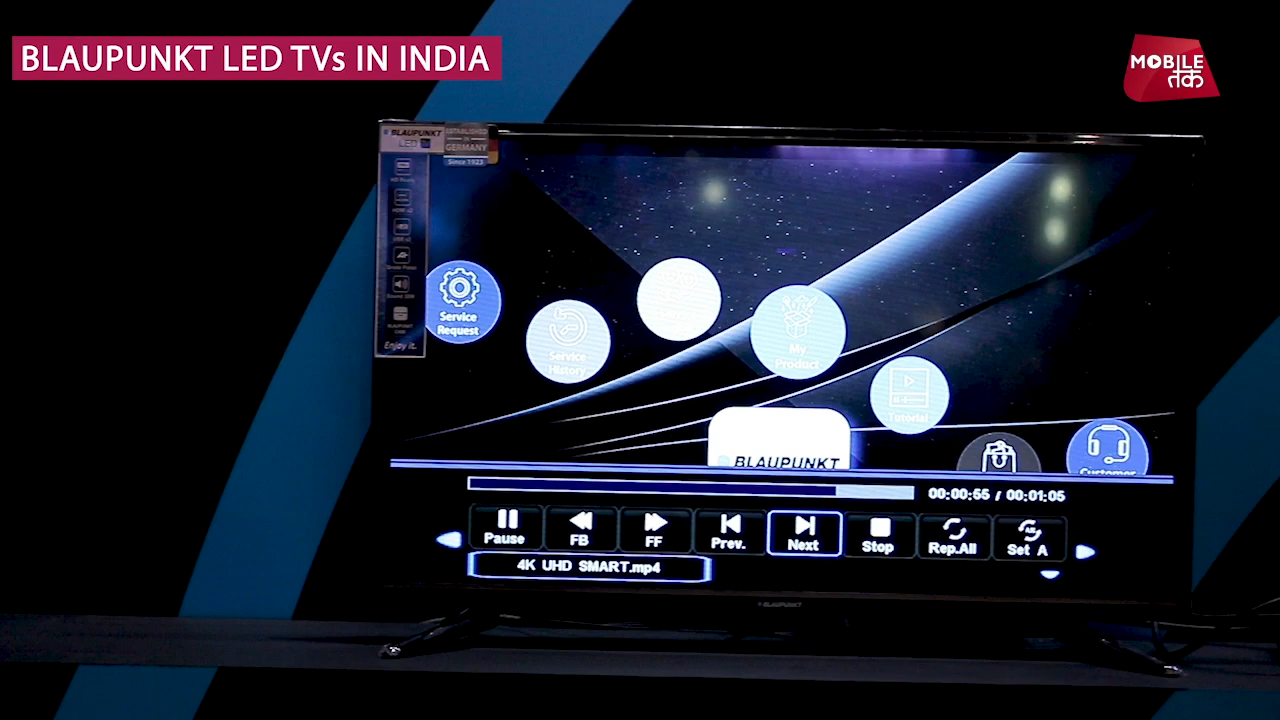 BLAUPUNKT LED TVs IN INDIA
MOBILE
तक
BLAUPUNKT
LED
ESTABLISHED
IN
GERMANY
Since 1923
Enjoy it.
Service
Request
Service
History
My
Product
Tutorial
Customer
BLAUPUNKT
00:00:55 / 00:01:05
Pause
FB
FF
Prev.
Next
Stop
Rep.All
Set A
4K UHD SMART.mp4
BLAUPUNKT